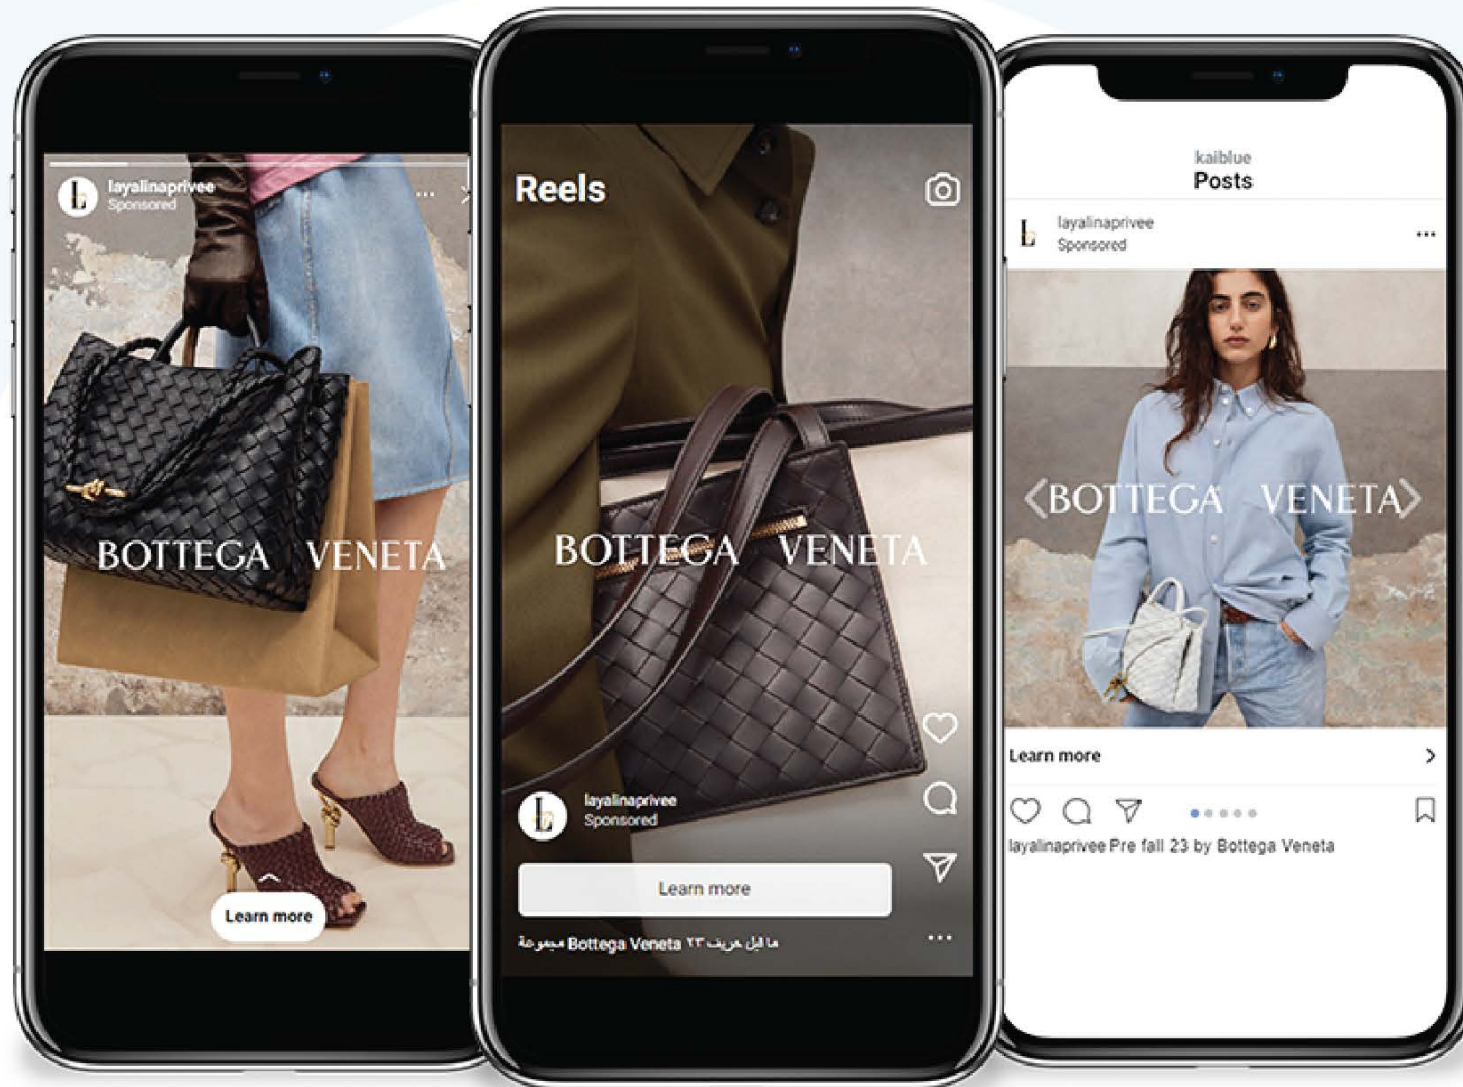 layalinaprivee
Sponsored
BOTTEGA VENETA
Learn more
Reels
BOTTEGA VENETA
layalinaprivee
Sponsored
Learn more
ما قبل خريف ٢٣ Bottega Veneta مجموعة
kaiblue
Posts
layalinaprivee
Sponsored
BOTTEGA VENETA
Learn more
layalinaprivee Pre fall 23 by Bottega Veneta